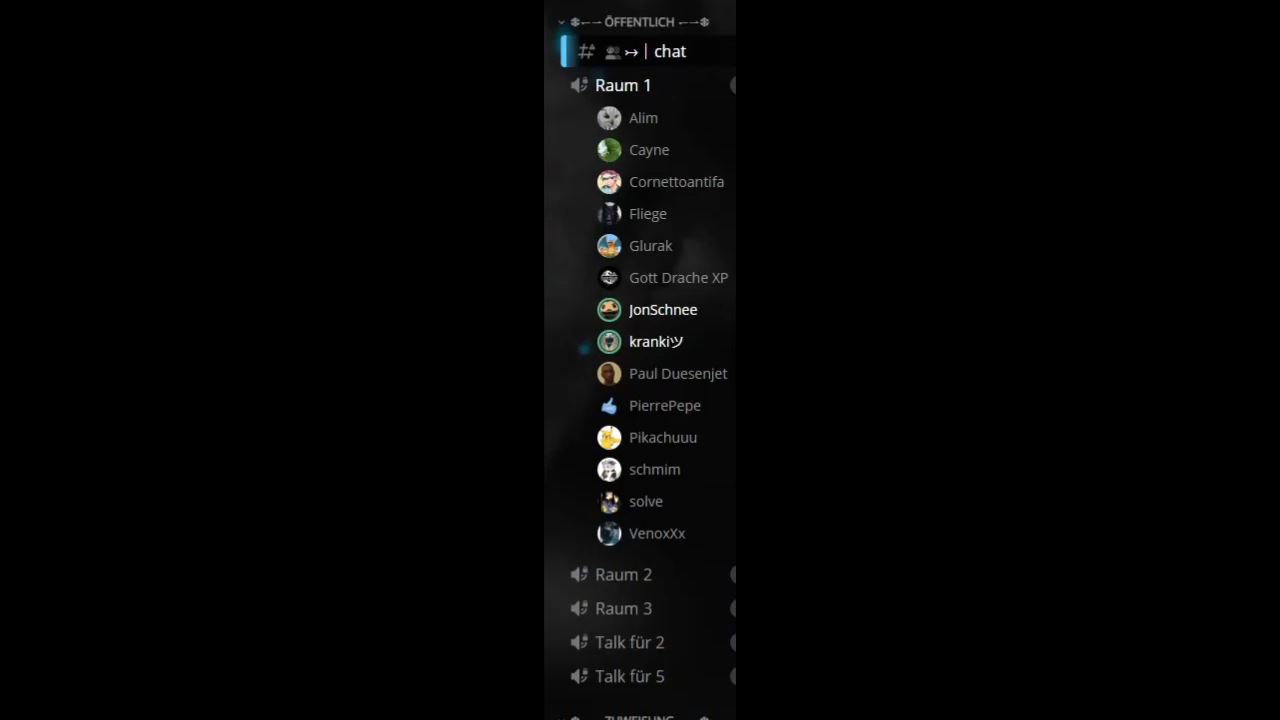 ÖFFENTLICH
# ↣ | chat
Raum 1
Alim
Cayne
Cornettoantifa
Fliege
Glurak
Gott Drache XP
JonSchnee
krankiツ
Paul Duesenjet
PierrePepe
Pikachuuu
schmim
solve
VenoxXx
Raum 2
Raum 3
Talk für 2
Talk für 5
ZUWEISUNG